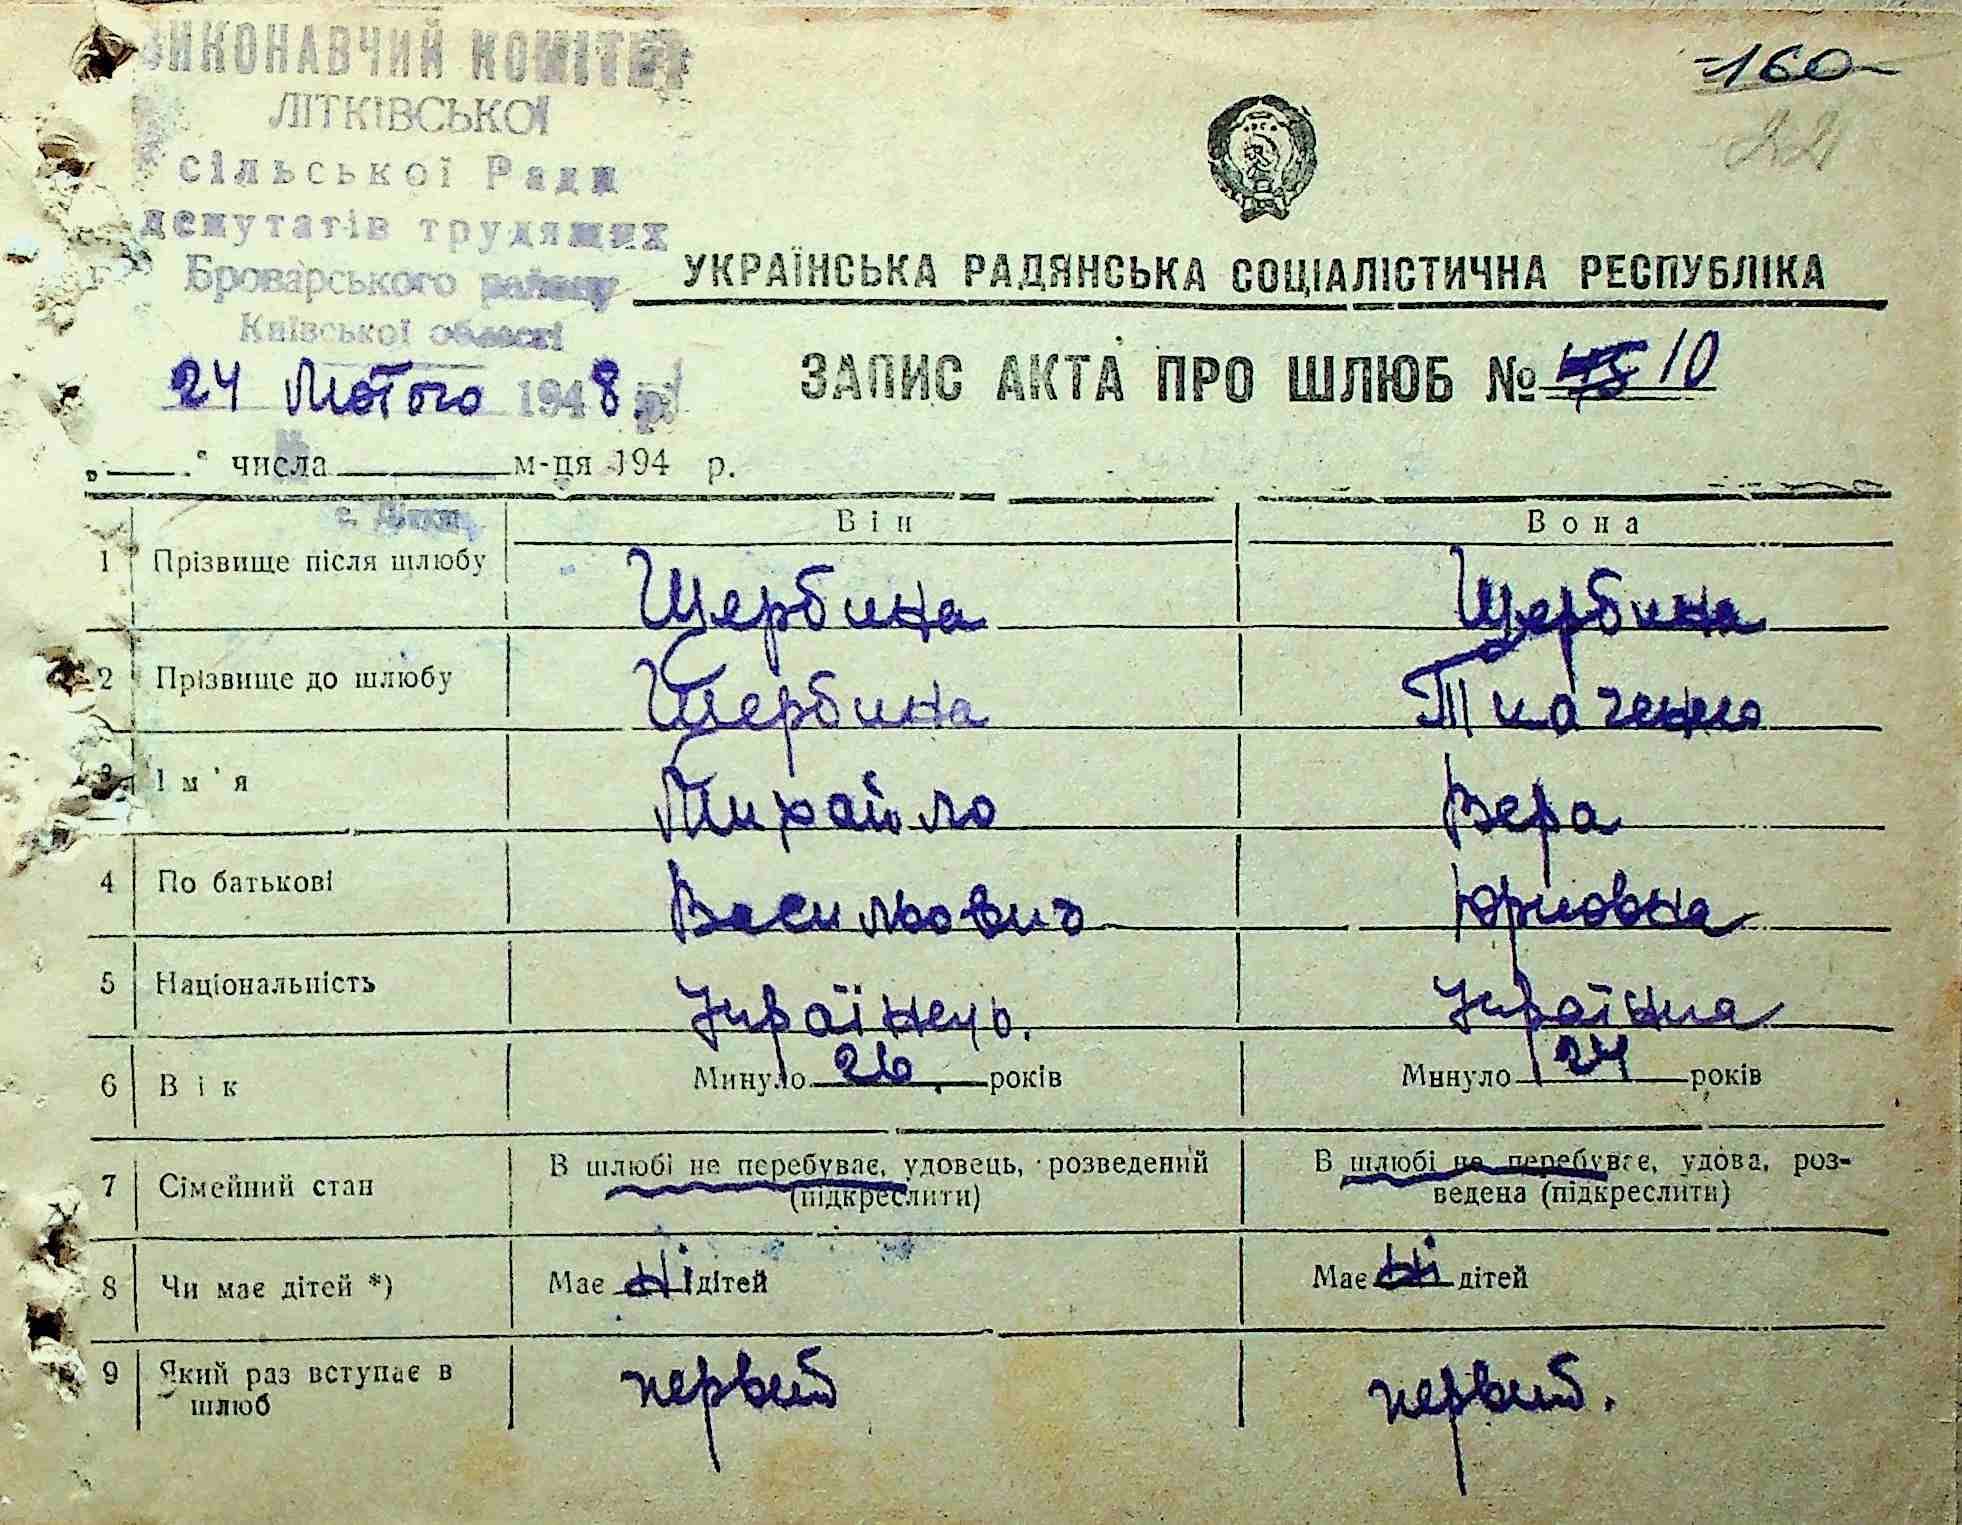 ВИКОНАВЧИЙ КОМІТЕТ
ЛІТКІВСЬКОЇ
сільської Ради
депутатів трудящих
Броварського району
Київської області
24 Лютого 1948 р.
160
22
УКРАЇНСЬКА РАДЯНСЬКА СОЦІАЛІСТИЧНА РЕСПУБЛІКА
ЗАПИС АКТА ПРО ШЛЮБ № 10
„ “ числа м-ця 194 р.
Він Вона
1 Прізвище після шлюбу Щербина Щербина
2 Прізвище до шлюбу Щербина Ткаченко
3 Ім'я Михайло Вера
4 По батькові Васильович Юрковна
5 Національність Українець. Українка
6 Вік Минуло 26 років Минуло 24 років
7 Сімейний стан В шлюбі не перебуває, удовець, розведений (підкреслити) В шлюбі не перебуває, удова, розведена (підкреслити)
8 Чи має дітей *) Має ні дітей Має ні дітей
9 Який раз вступає в шлюб первый первый.